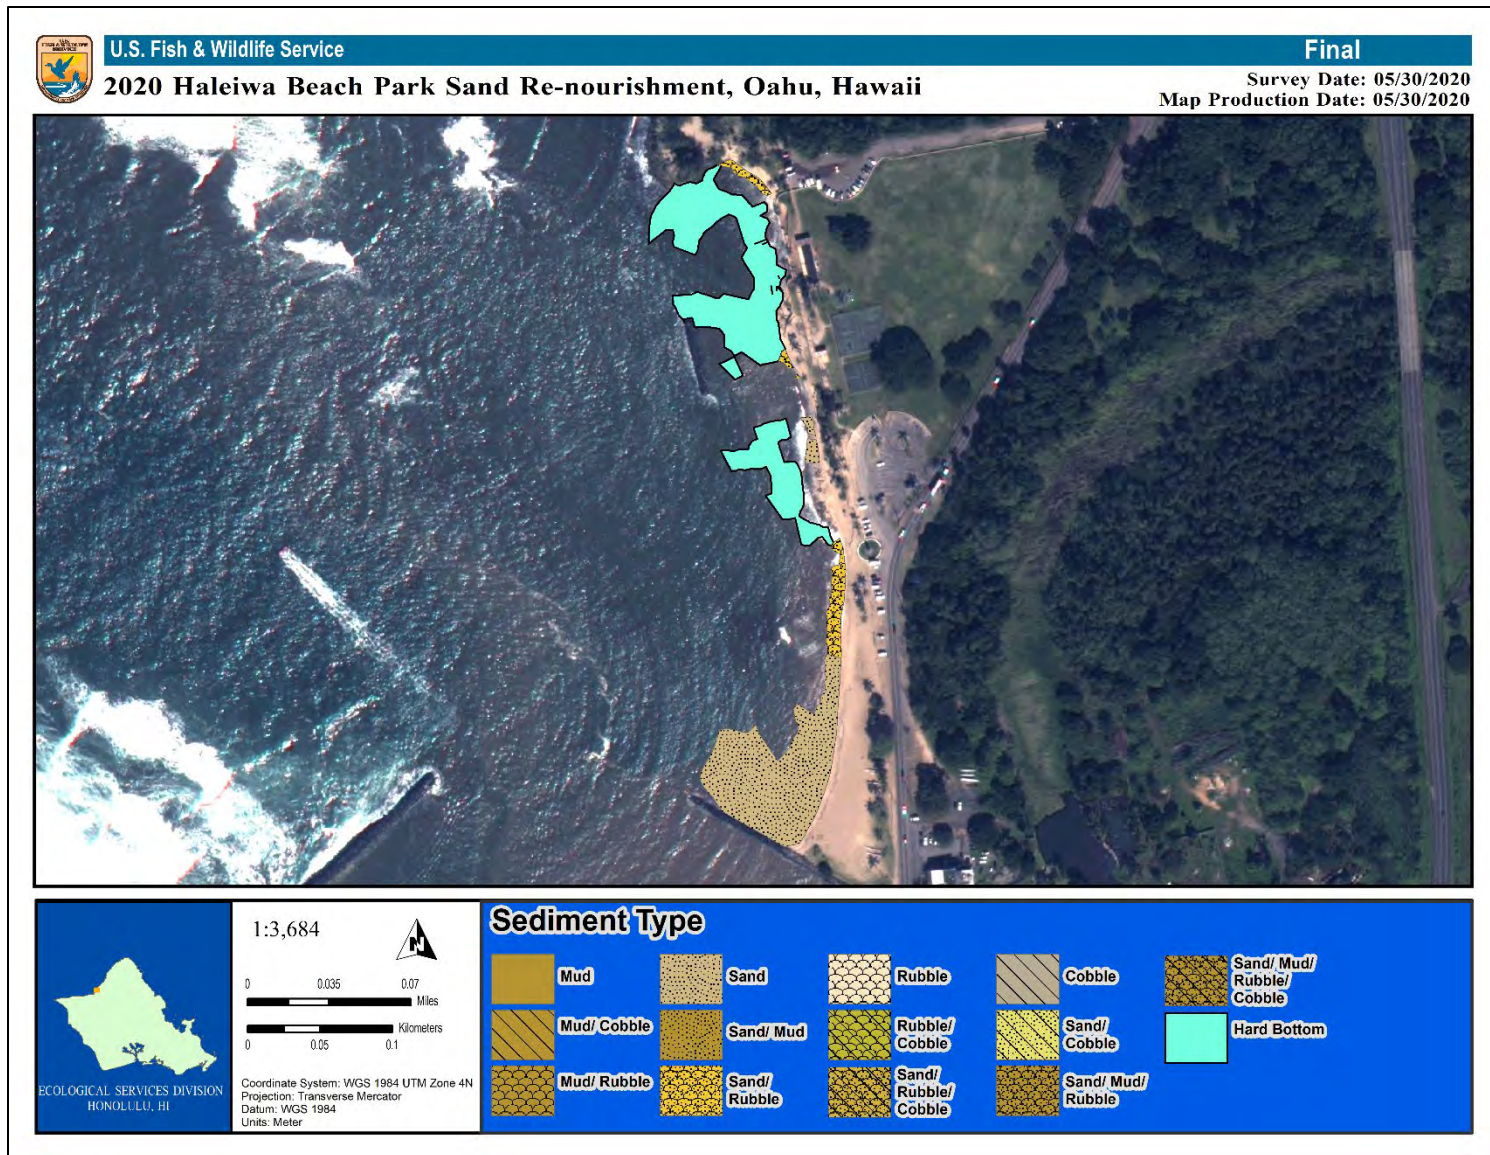 U.S. Fish & Wildlife Service
Final
2020 Haleiwa Beach Park Sand Re-nourishment, Oahu, Hawaii
Survey Date: 05/30/2020
Map Production Date: 05/30/2020
ECOLOGICAL SERVICES DIVISION
HONOLULU, HI
1:3,684
N
0 0.035 0.07
Miles
Kilometers
0 0.05 0.1
Coordinate System: WGS 1984 UTM Zone 4N
Projection: Transverse Mercator
Datum: WGS 1984
Units: Meter
Sediment Type
Mud
Mud/ Cobble
Mud/ Rubble
Sand
Sand/ Mud
Sand/
Rubble
Rubble
Rubble/
Cobble
Sand/
Rubble/
Cobble
Cobble
Sand/
Cobble
Sand/ Mud/
Rubble
Sand/ Mud/
Rubble/
Cobble
Hard Bottom